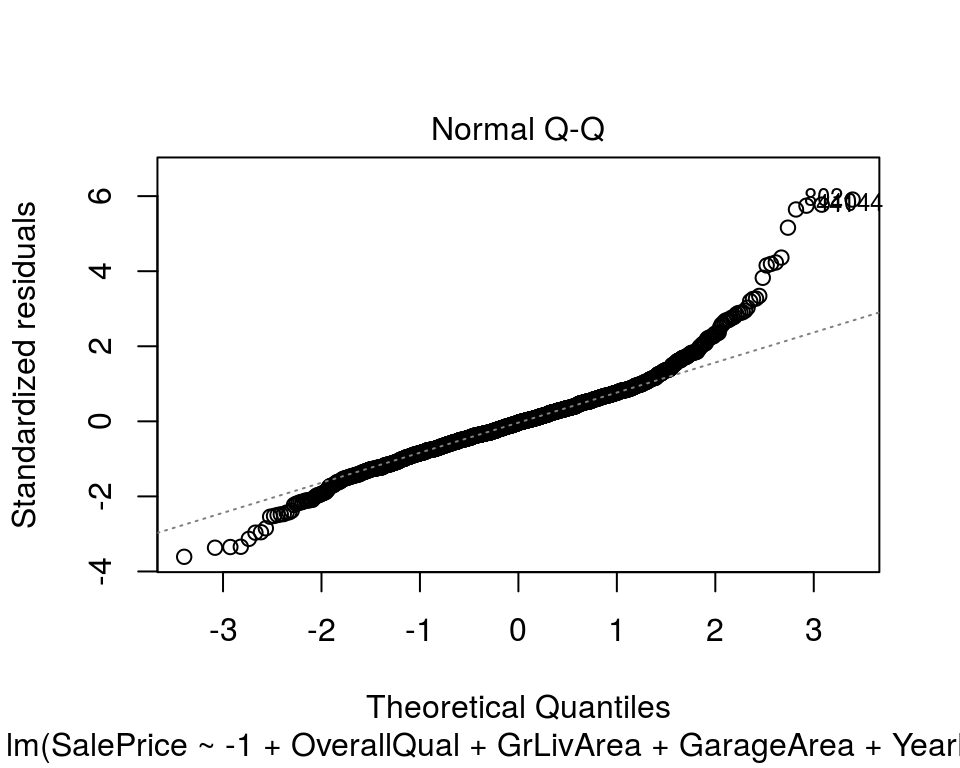 Normal Q-Q
Standardized residuals
6
4
2
0
-2
-4
-3 -2 -1 0 1 2 3
Theoretical Quantiles
lm(SalePrice ~ -1 + OverallQual + GrLivArea + GarageArea +